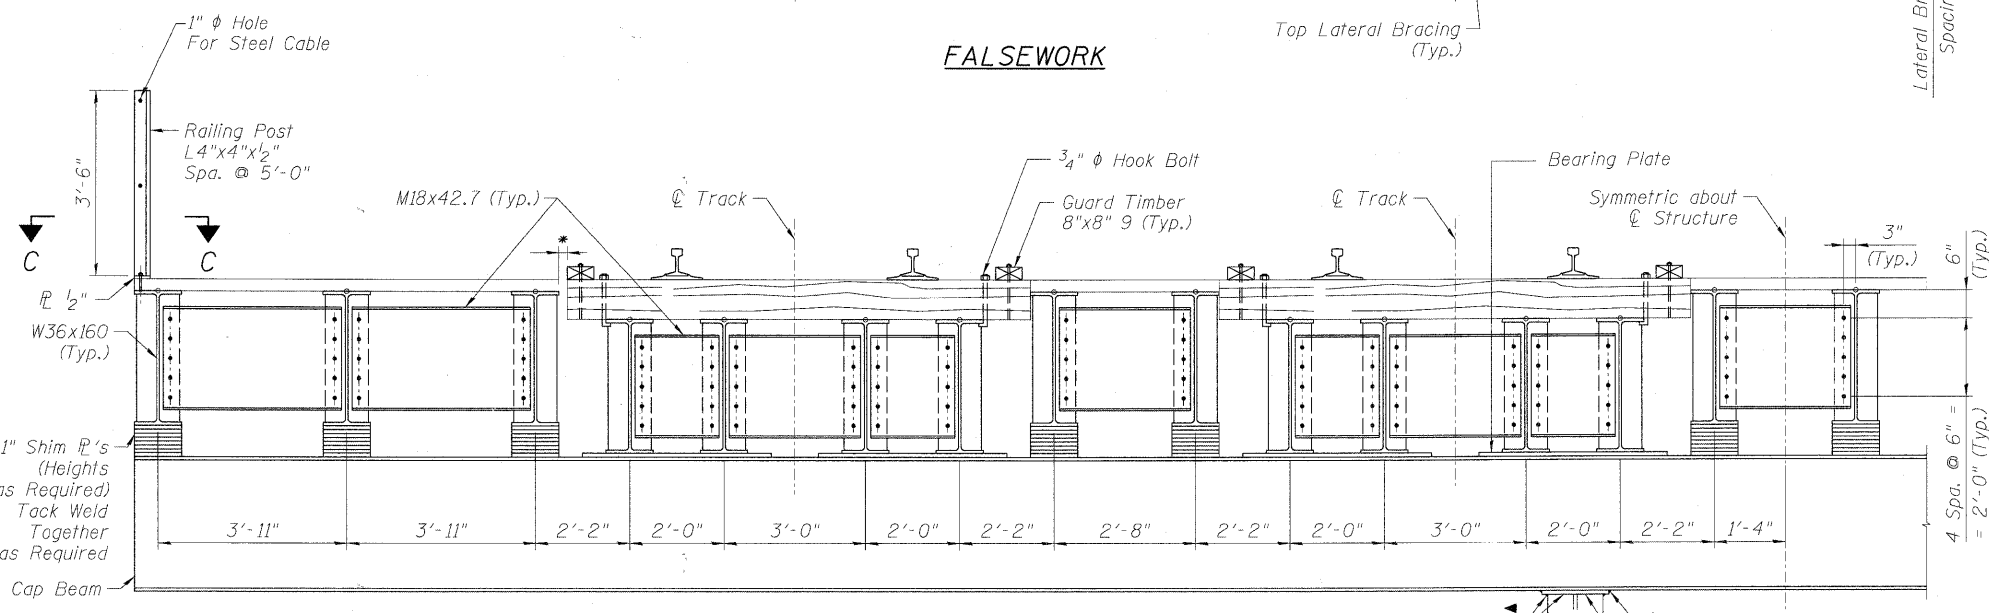 1" ϕ Hole
For Steel Cable
FALSEWORK
Top Lateral Bracing
(Typ.)
Lateral Br
Spacin
3'-6"
Railing Post
L4"x4"x½"
Spa. @ 5'-0"
M18x42.7 (Typ.)
℄ Track
¾" ϕ Hook Bolt
Guard Timber
8"x8" 9 (Typ.)
℄ Track
Bearing Plate
Symmetric about
℄ Structure
3"
(Typ.)
6"
(Typ.)
C
C
*
PL ½"
W36x160
(Typ.)
1" Shim PL's
(Heights
as Required)
Tack Weld
Together
as Required
Cap Beam
3'-11"
3'-11"
2'-2"
2'-0"
3'-0"
2'-0"
2'-2"
2'-8"
2'-2"
2'-0"
3'-0"
2'-0"
2'-2"
1'-4"
4 Spa. @ 6" =
= 2'-0" (Typ.)